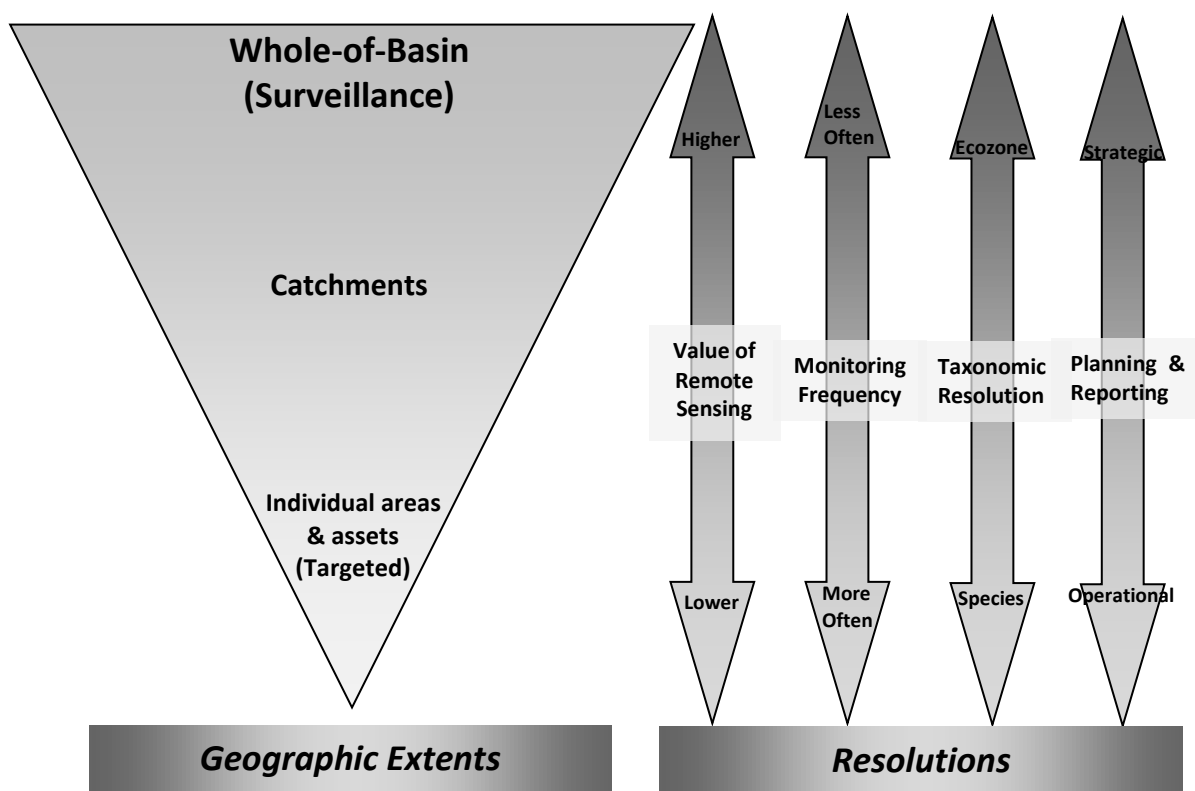 Whole-of-Basin
(Surveillance)
Catchments
Individual areas
& assets
(Targeted)
Geographic Extents
Higher
Value of
Remote
Sensing
Lower
Less
Often
Monitoring
Frequency
More
Often
Ecozone
Taxonomic
Resolution
Species
Strategic
Planning &
Reporting
Operational
Resolutions